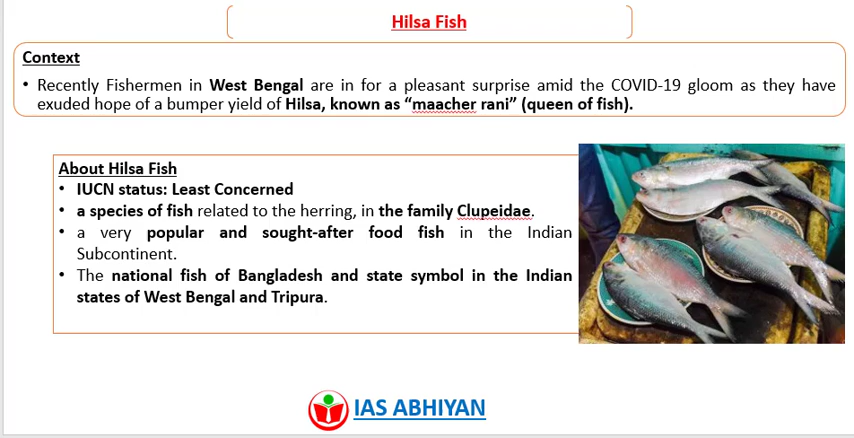 Hilsa Fish
Context
• Recently Fishermen in West Bengal are in for a pleasant surprise amid the COVID-19 gloom as they have
exuded hope of a bumper yield of Hilsa, known as “maacher rani” (queen of fish).
About Hilsa Fish
• IUCN status: Least Concerned
• a species of fish related to the herring, in the family Clupeidae.
• a very popular and sought-after food fish in the Indian
Subcontinent.
• The national fish of Bangladesh and state symbol in the Indian
states of West Bengal and Tripura.
IAS ABHIYAN